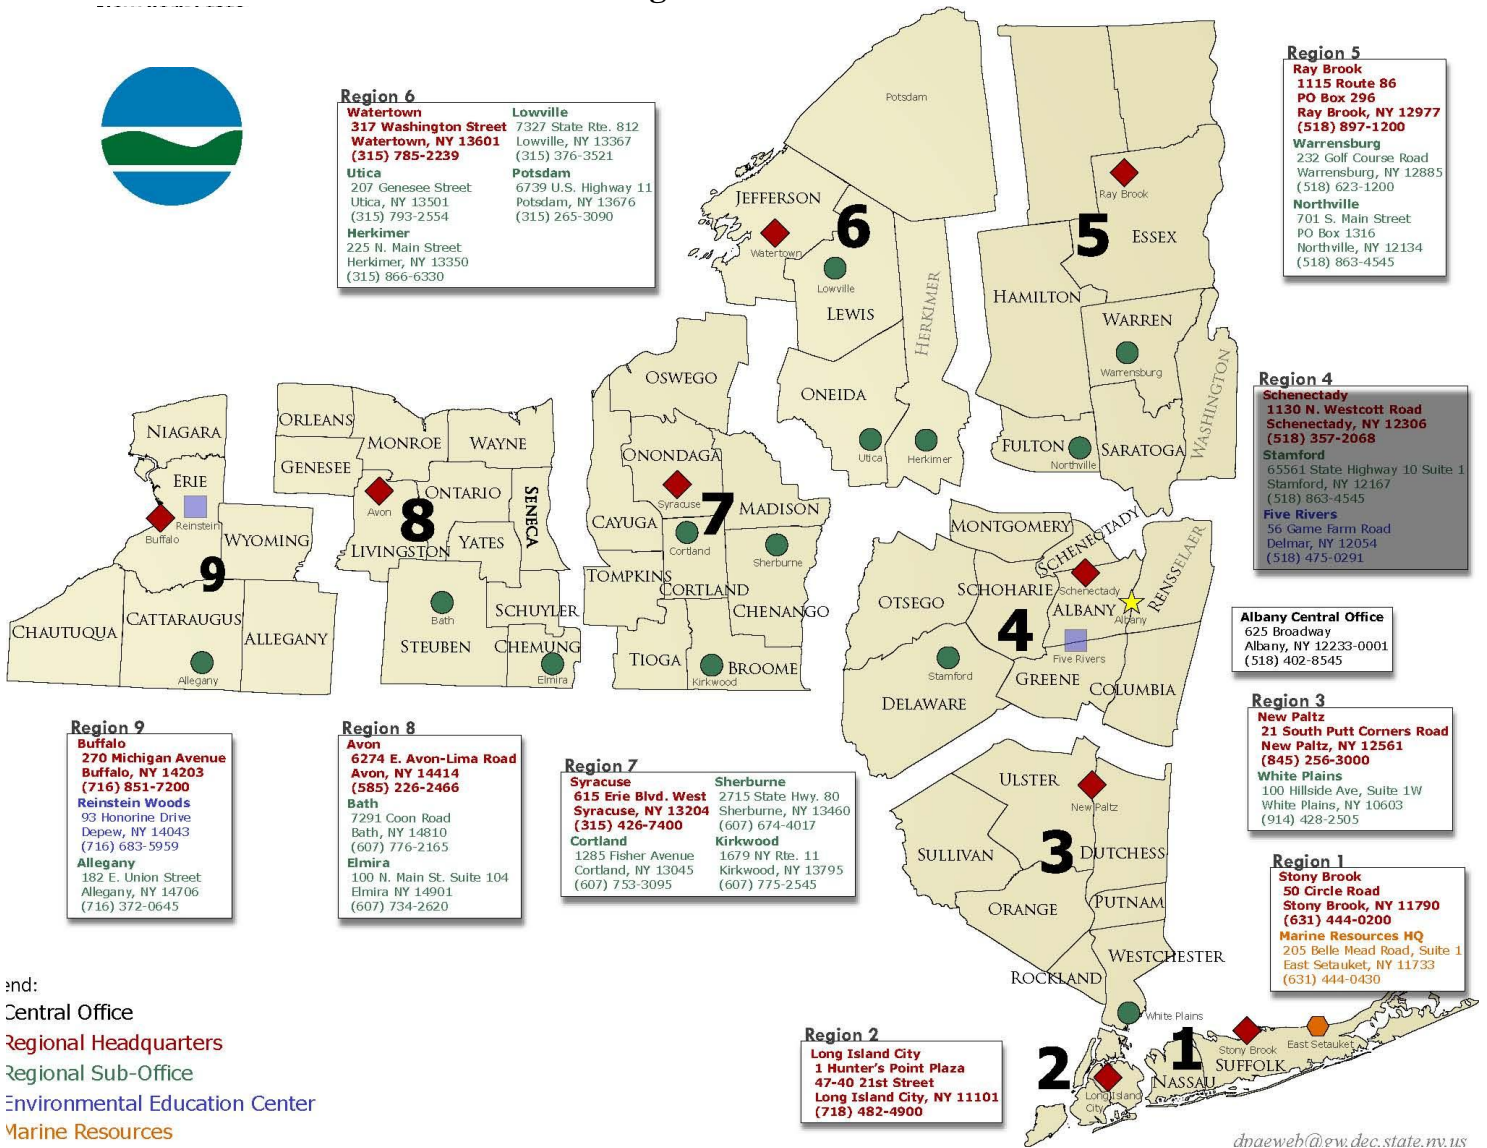 Region 6
Watertown
317 Washington Street
Watertown, NY 13601
(315) 785-2239
Utica
207 Genesee Street
Utica, NY 13501
(315) 793-2554
Herkimer
225 N. Main Street
Herkimer, NY 13350
(315) 866-6330
Lowville
7327 State Rte. 812
Lowville, NY 13367
(315) 376-3521
Potsdam
6739 U.S. Highway 11
Potsdam, NY 13676
(315) 265-3090
Region 5
Ray Brook
1115 Route 86
PO Box 296
Ray Brook, NY 12977
(518) 897-1200
Warrensburg
232 Golf Course Road
Warrensburg, NY 12885
(518) 623-1200
Northville
701 S. Main Street
PO Box 1316
Northville, NY 12134
(518) 863-4545
Potsdam
JEFFERSON
6
Watertown
Lowville
LEWIS
HERKIMER
ONEIDA
Utica
Herkimer
Ray Brook
5
ESSEX
HAMILTON
WARREN
Warrensburg
WASHINGTON
FULTON
Northville
SARATOGA
Region 4
Schenectady
1130 N. Westcott Road
Schenectady, NY 12306
(518) 357-2068
Stamford
65561 State Highway 10 Suite 1
Stamford, NY 12167
(518) 863-4545
Five Rivers
56 Game Farm Road
Delmar, NY 12054
(518) 475-0291
NIAGARA
ERIE
Reinstein
Buffalo
WYOMING
9
CHAUTUQUA
CATTARAUGUS
ALLEGANY
Allegany
ORLEANS
MONROE
WAYNE
GENESEE
ONTARIO
SENECA
Avon
8
LIVINGSTON
YATES
Bath
SCHUYLER
STEUBEN
CHEMUNG
Elmira
OSWEGO
ONONDAGA
Syracuse
7
MADISON
CAYUGA
Cortland
Sherburne
TOMPKINS
CORTLAND
CHENANGO
TIOGA
BROOME
Kirkwood
MONTGOMERY
SCHENECTADY
RENSSELAER
SCHOHARIE
Schenectady
OTSEGO
ALBANY
Albany
4
Five Rivers
Stamford
GREENE
COLUMBIA
DELAWARE
Albany Central Office
625 Broadway
Albany, NY 12233-0001
(518) 402-8545
Region 3
New Paltz
21 South Putt Corners Road
New Paltz, NY 12561
(845) 256-3000
White Plains
100 Hillside Ave, Suite 1W
White Plains, NY 10603
(914) 428-2505
Region 9
Buffalo
270 Michigan Avenue
Buffalo, NY 14203
(716) 851-7200
Reinstein Woods
93 Honorine Drive
Depew, NY 14043
(716) 683-5959
Allegany
182 E. Union Street
Allegany, NY 14706
(716) 372-0645
Region 8
Avon
6274 E. Avon-Lima Road
Avon, NY 14414
(585) 226-2466
Bath
7291 Coon Road
Bath, NY 14810
(607) 776-2165
Elmira
100 N. Main St. Suite 104
Elmira NY 14901
(607) 734-2620
Region 7
Syracuse
615 Erie Blvd. West
Syracuse, NY 13204
(315) 426-7400
Cortland
1285 Fisher Avenue
Cortland, NY 13045
(607) 753-3095
Sherburne
2715 State Hwy. 80
Sherburne, NY 13460
(607) 674-4017
Kirkwood
1679 NY Rte. 11
Kirkwood, NY 13795
(607) 775-2545
ULSTER
New Paltz
SULLIVAN
3
DUTCHESS
ORANGE
PUTNAM
WESTCHESTER
ROCKLAND
White Plains
Region 1
Stony Brook
50 Circle Road
Stony Brook, NY 11790
(631) 444-0200
Marine Resources HQ
205 Belle Mead Road, Suite 1
East Setauket, NY 11733
(631) 444-0430
Region 2
Long Island City
1 Hunter's Point Plaza
47-40 21st Street
Long Island City, NY 11101
(718) 482-4900
2
Long Island
City
1
NASSAU
Stony Brook
SUFFOLK
East Setauket
end:
Central Office
Regional Headquarters
Regional Sub-Office
Environmental Education Center
Marine Resources
dpaeweb@gw.dec.state.ny.us